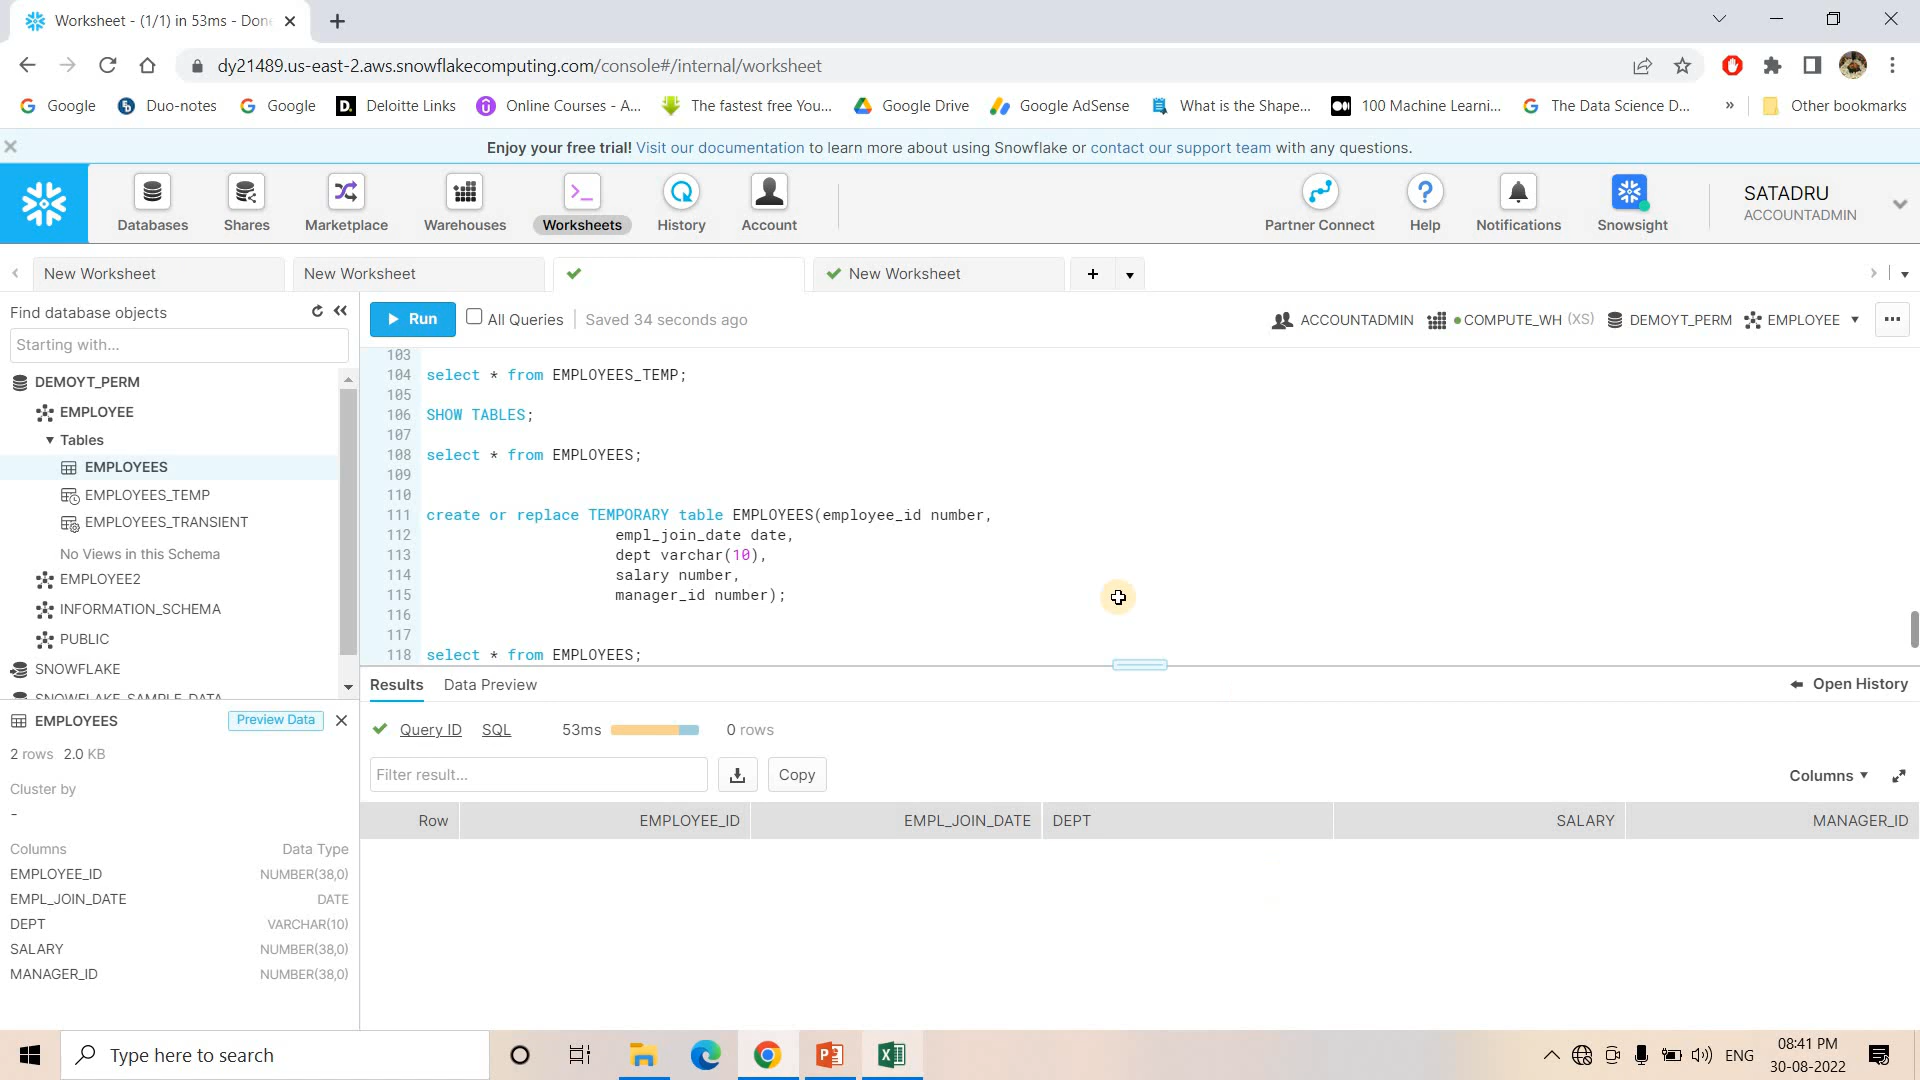 Worksheet - (1/1) in 53ms - Done
dy21489.us-east-2.aws.snowflakecomputing.com/console#/internal/worksheet
Google Duo-notes Google Deloitte Links Online Courses - A... The fastest free You... Google Drive Google AdSense What is the Shape... 100 Machine Learni... The Data Science D... » Other bookmarks
Enjoy your free trial! Visit our documentation to learn more about using Snowflake or contact our support team with any questions.
Databases Shares Marketplace Warehouses Worksheets History Account Partner Connect Help Notifications Snowsight
SATADRU
ACCOUNTADMIN
New Worksheet New Worksheet New Worksheet
Find database objects
Starting with...
Run All Queries Saved 34 seconds ago ACCOUNTADMIN COMPUTE_WH (XS) DEMOYT_PERM EMPLOYEE
DEMOYT_PERM
EMPLOYEE
Tables
EMPLOYEES
EMPLOYEES_TEMP
EMPLOYEES_TRANSIENT
No Views in this Schema
EMPLOYEE2
INFORMATION_SCHEMA
PUBLIC
SNOWFLAKE
SNOWFLAKE_SAMPLE_DATA
103
104 select * from EMPLOYEES_TEMP;
105
106 SHOW TABLES;
107
108 select * from EMPLOYEES;
109
110
111 create or replace TEMPORARY table EMPLOYEES(employee_id number,
112 empl_join_date date,
113 dept varchar(10),
114 salary number,
115 manager_id number);
116
117
118 select * from EMPLOYEES;
EMPLOYEES Preview Data
2 rows 2.0 KB
Cluster by
-
Columns Data Type
EMPLOYEE_ID NUMBER(38,0)
EMPL_JOIN_DATE DATE
DEPT VARCHAR(10)
SALARY NUMBER(38,0)
MANAGER_ID NUMBER(38,0)
Results Data Preview Open History
Query ID SQL 53ms 0 rows
Filter result... Copy Columns
Row EMPLOYEE_ID EMPL_JOIN_DATE DEPT SALARY MANAGER_ID
Type here to search
ENG
08:41 PM
30-08-2022